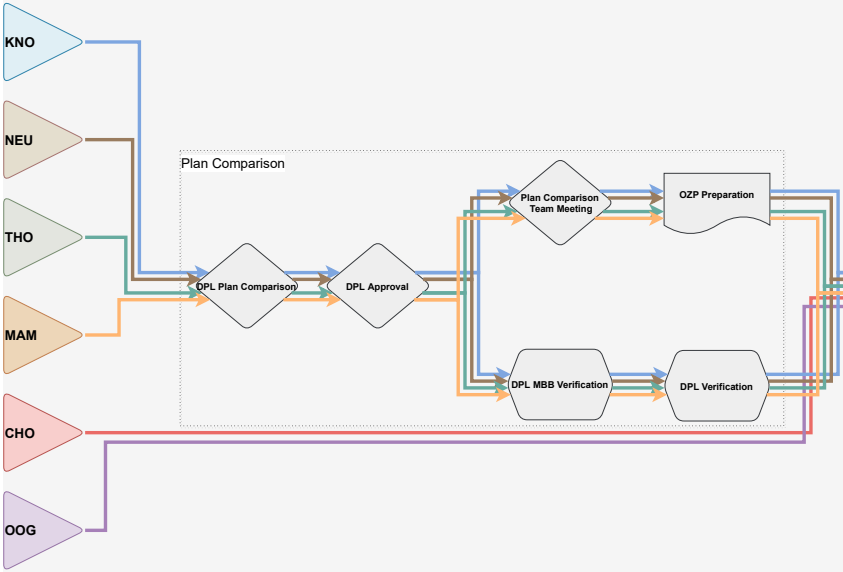 KNO
NEU
THO
MAM
CHO
OOG
Plan Comparison
DPL Plan Comparison
DPL Approval
Plan Comparison
Team Meeting
OZP Preparation
DPL MBB Verification
DPL Verification